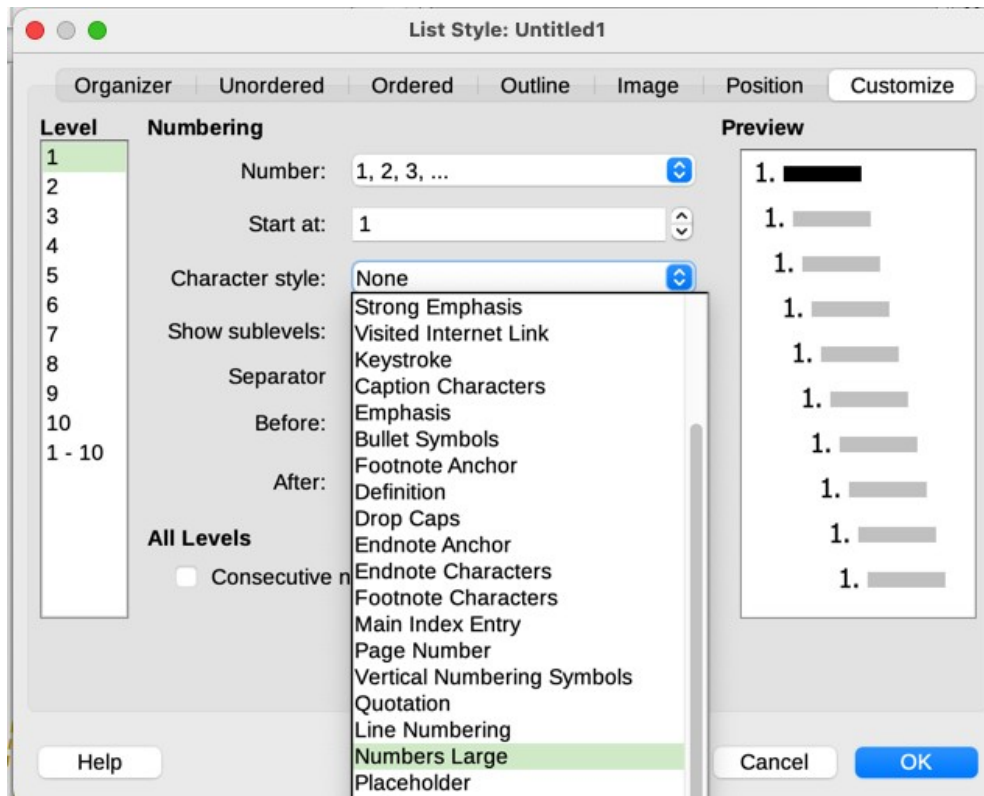 List Style: Untitled1
Organizer Unordered Ordered Outline Image Position Customize
Level
1
2
3
4
5
6
7
8
9
10
1 - 10
Numbering
Number: 1, 2, 3, ...
Start at: 1
Character style: None
Show sublevels:
Separator
Before:
After:
All Levels
Consecutive n
Strong Emphasis
Visited Internet Link
Keystroke
Caption Characters
Emphasis
Bullet Symbols
Footnote Anchor
Definition
Drop Caps
Endnote Anchor
Endnote Characters
Footnote Characters
Main Index Entry
Page Number
Vertical Numbering Symbols
Quotation
Line Numbering
Numbers Large
Placeholder
Preview
1.
1.
1.
1.
1.
1.
1.
1.
1.
1.
Help
Cancel
OK